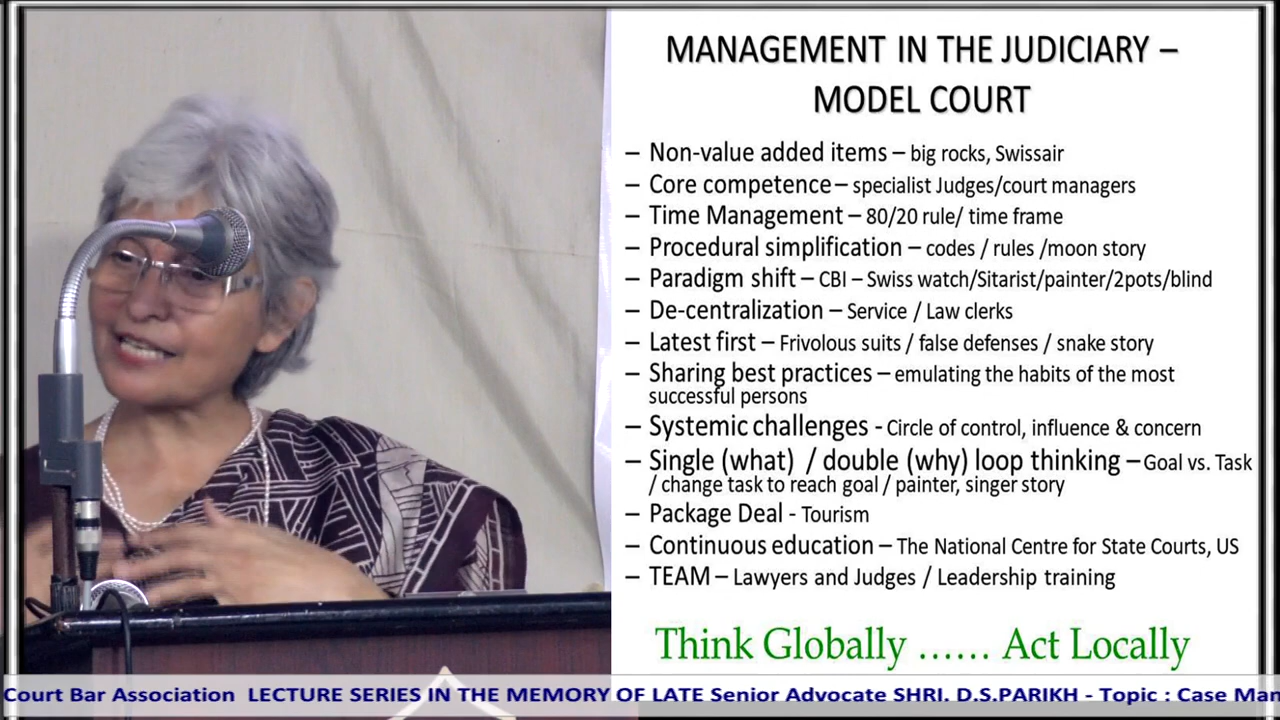 MANAGEMENT IN THE JUDICIARY –
MODEL COURT
– Non-value added items – big rocks, Swissair
– Core competence – specialist Judges/court managers
– Time Management – 80/20 rule/ time frame
– Procedural simplification – codes / rules /moon story
– Paradigm shift – CBI – Swiss watch/Sitarist/painter/2pots/blind
– De-centralization – Service / Law clerks
– Latest first – Frivolous suits / false defenses / snake story
– Sharing best practices – emulating the habits of the most
successful persons
– Systemic challenges - Circle of control, influence & concern
– Single (what) / double (why) loop thinking – Goal vs. Task
/ change task to reach goal / painter, singer story
– Package Deal - Tourism
– Continuous education – The National Centre for State Courts, US
– TEAM – Lawyers and Judges / Leadership training
Think Globally ...... Act Locally
Court Bar Association LECTURE SERIES IN THE MEMORY OF LATE Senior Advocate SHRI. D.S.PARIKH - Topic : Case Man